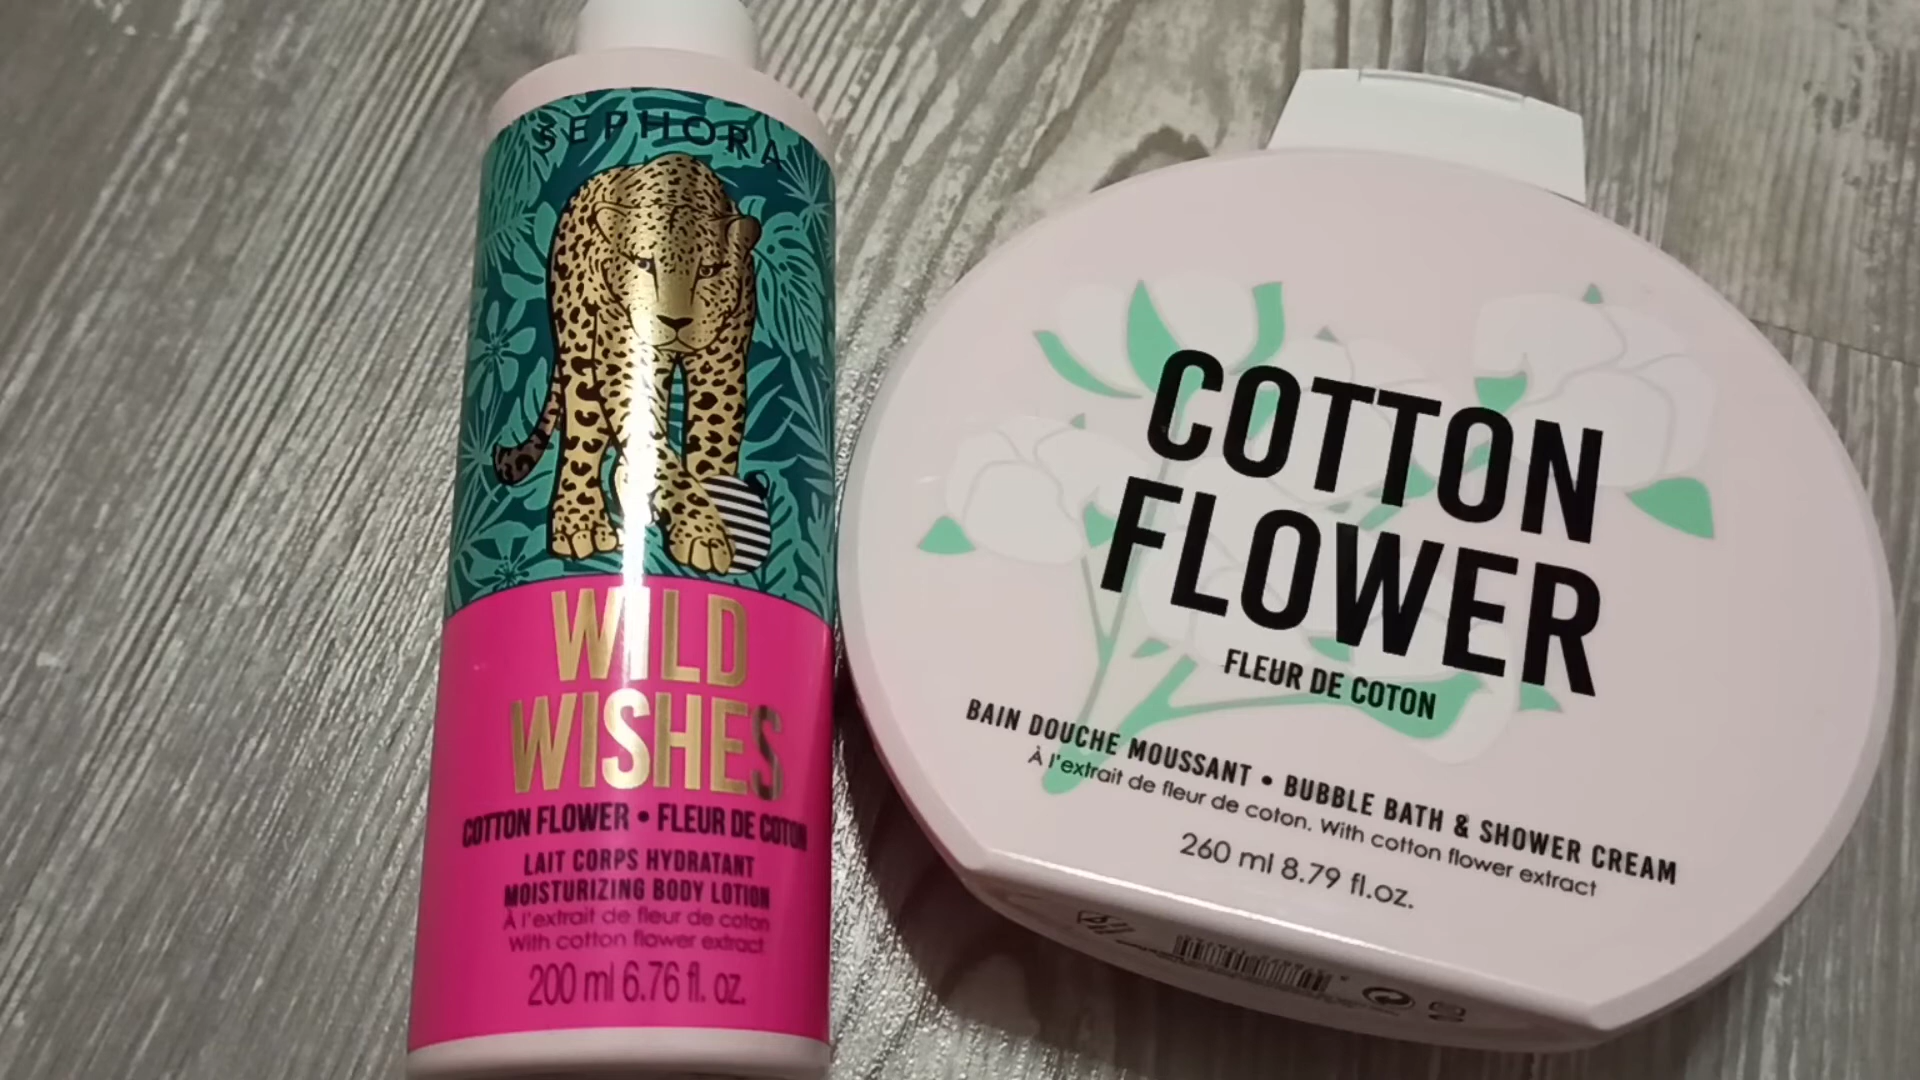 SEPHORA
WILD
WISHES
COTTON FLOWER • FLEUR DE COTON
LAIT CORPS HYDRATANT
MOISTURIZING BODY LOTION
À l'extrait de fleur de coton
With cotton flower extract
200 ml 6.76 fl. oz.
COTTON
FLOWER
FLEUR DE COTON
BAIN DOUCHE MOUSSANT • BUBBLE BATH & SHOWER CREAM
À l'extrait de fleur de coton. With cotton flower extract
260 ml 8.79 fl.oz.